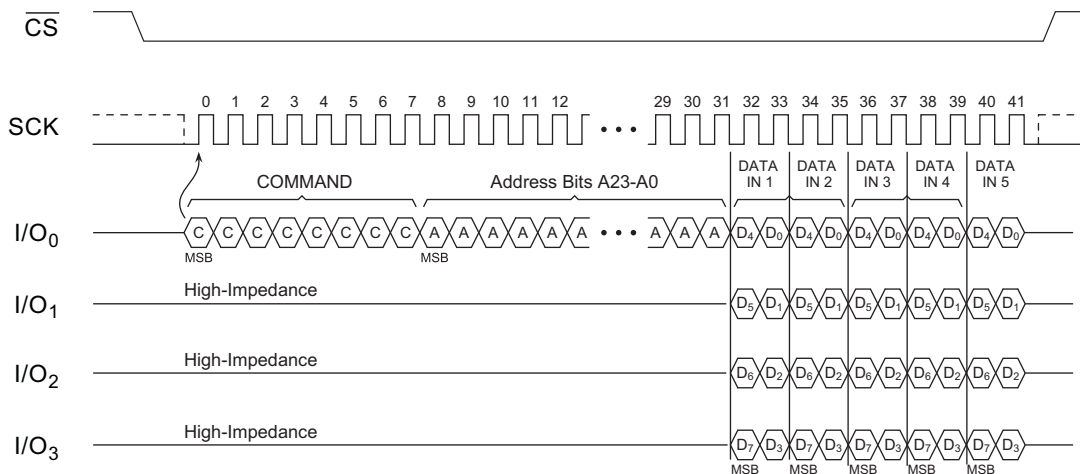 CS
0 1 2 3 4 5 6 7 8 9 10 11 12 29 30 31 32 33 34 35 36 37 38 39 40 41
SCK
COMMAND
Address Bits A23-A0
DATA IN 1
DATA IN 2
DATA IN 3
DATA IN 4
DATA IN 5
I/O0 C C C C C C C C A A A A A A A A A D4 D0 D4 D0 D4 D0 D4 D0 D4 D0
MSB MSB
High-Impedance
I/O1 D5 D1 D5 D1 D5 D1 D5 D1 D5 D1
High-Impedance
I/O2 D6 D2 D6 D2 D6 D2 D6 D2 D6 D2
High-Impedance
I/O3 D7 D3 D7 D3 D7 D3 D7 D3 D7 D3
MSB MSB MSB MSB MSB